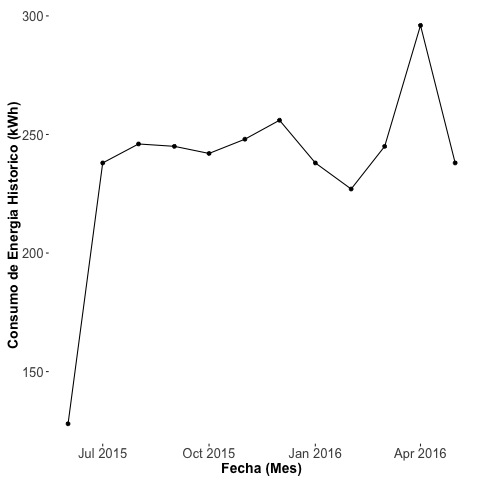 Consumo de Energia Historico (kWh)
300
250
200
150
Jul 2015 Oct 2015 Jan 2016 Apr 2016
Fecha (Mes)